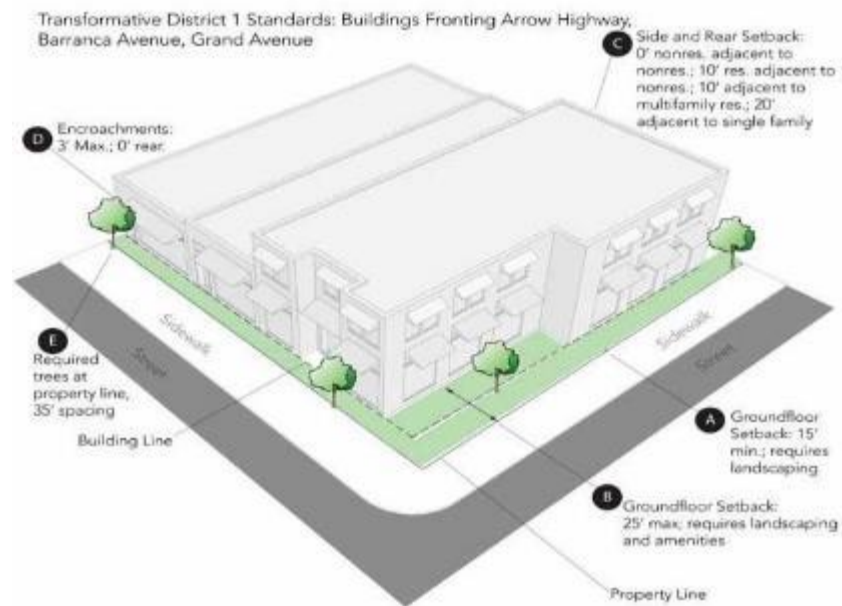 Transformative District 1 Standards: Buildings Fronting Arrow Highway,
Barranca Avenue, Grand Avenue
C
Side and Rear Setback:
0' nonres. adjacent to
nonres.; 10' res. adjacent to
nonres.; 10' adjacent to
multifamily res.; 20'
adjacent to single family
D
Encroachments:
3' Max.; 0' rear.
Sidewalk
Street
Sidewalk
Street
E
Required
trees at
property line,
35' spacing
Building Line
A
Groundfloor
Setback: 15'
min.; requires
landscaping
B
Groundfloor Setback:
25' max; requires landscaping
and amenities
Property Line